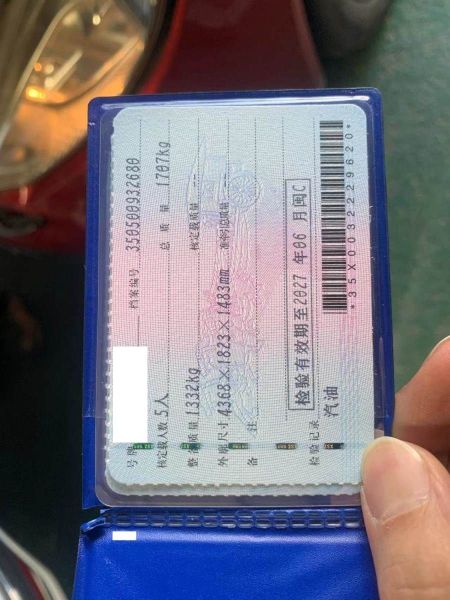 号牌 档案编号 350500932680
核定载人数 5人 总质量 1707kg
整备质量 1332kg 核定载质量
外廓尺寸 4368×1823×1483mm 准牵引总质量
备注
检验有效期至2027年06月闽C
检验记录 汽油
*35X0032229620*